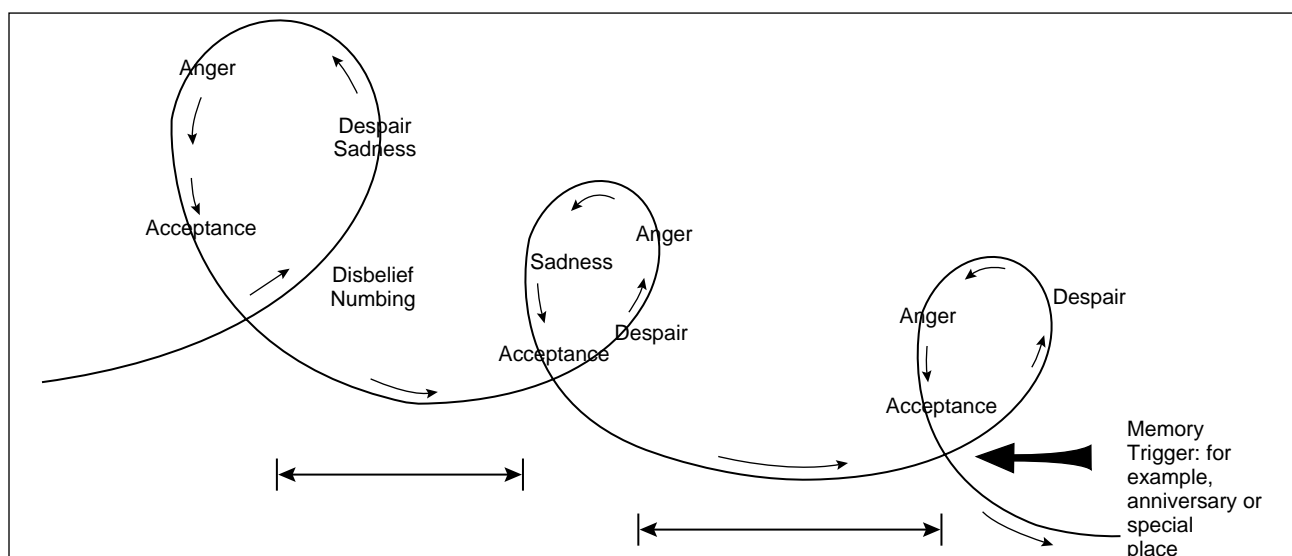 Anger
Despair
Sadness
Acceptance
Disbelief
Numbing
Anger
Sadness
Despair
Acceptance
Despair
Anger
Acceptance
Memory
Trigger: for
example,
anniversary or
special
place